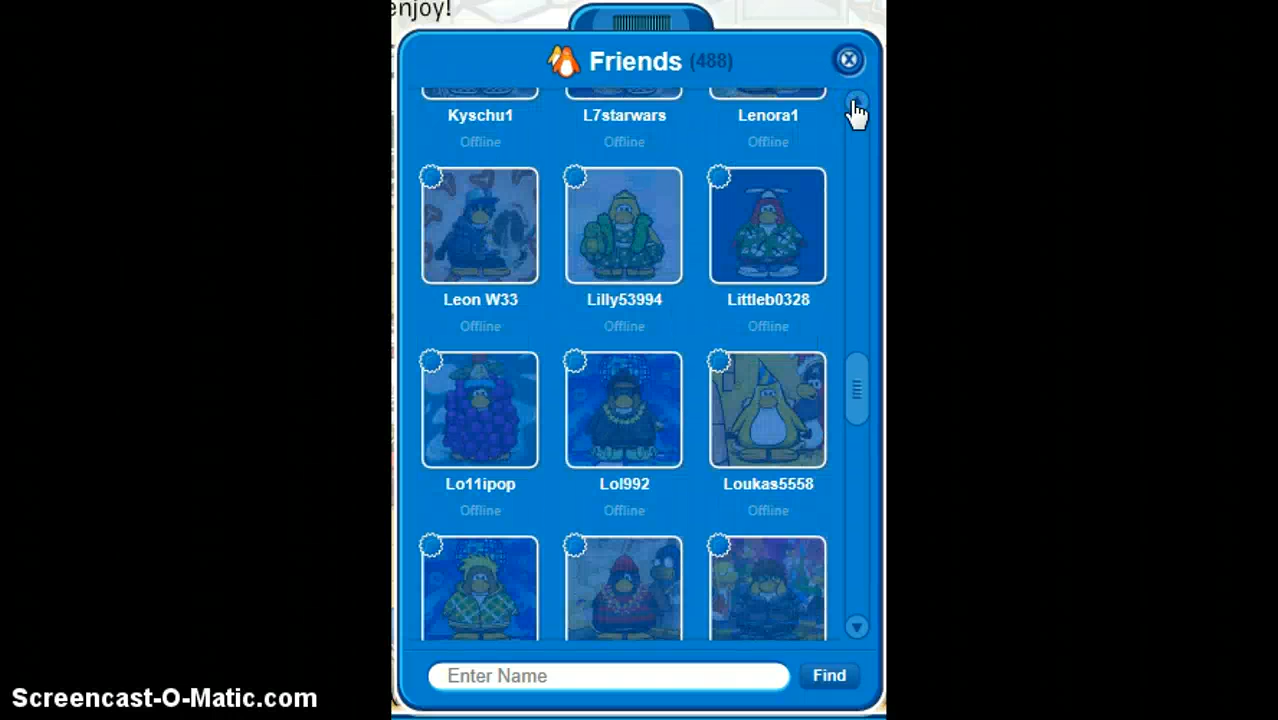 enjoy!
Friends (488)
Kyschu1 L7starwars Lenora1
Offline Offline Offline
Leon W33 Lilly53994 Littleb0328
Offline Offline Offline
Lo11ipop Lol992 Loukas5558
Offline Offline Offline
Enter Name Find
Screencast-O-Matic.com